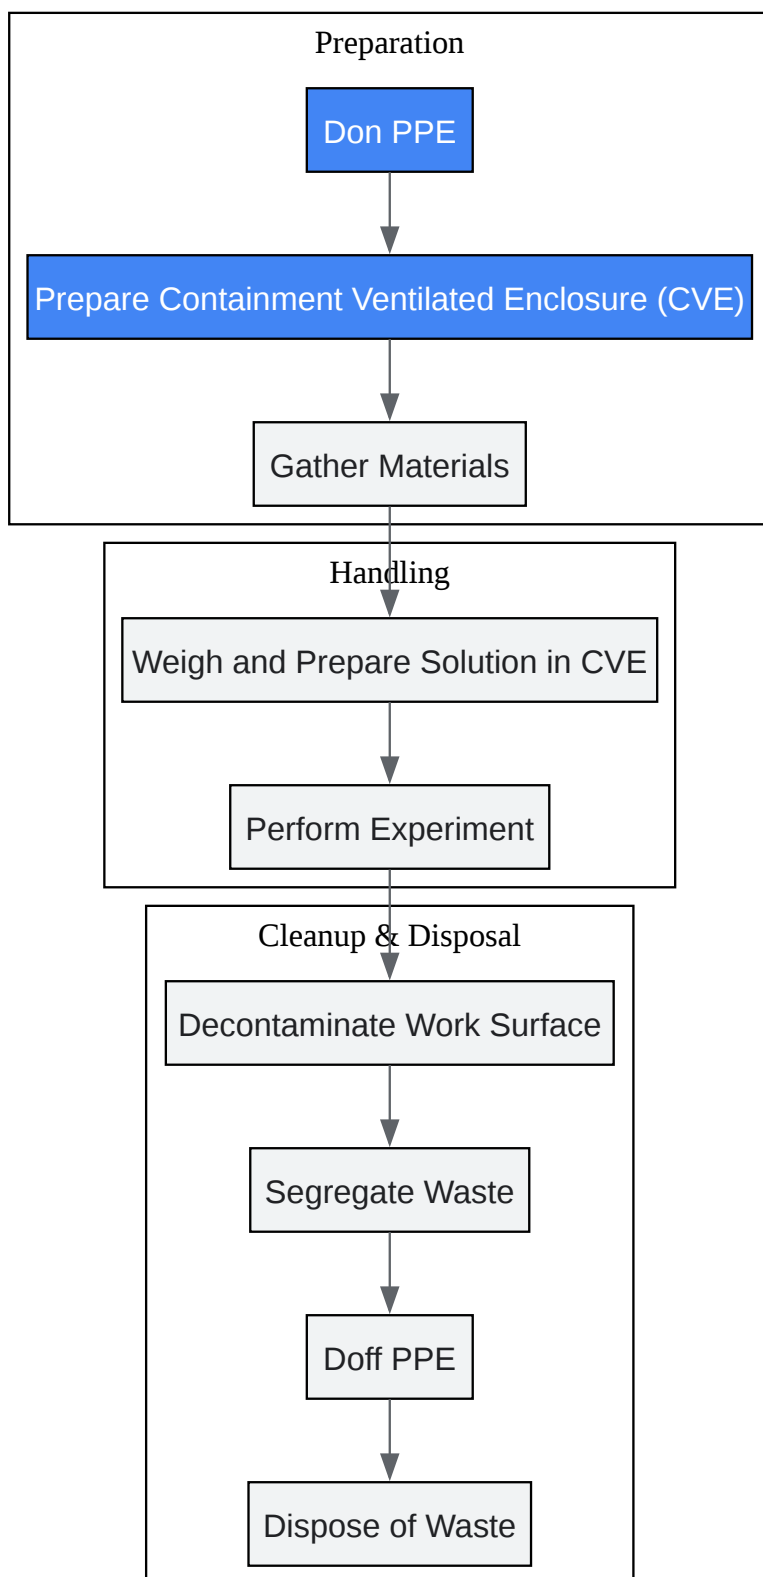 Preparation
Don PPE
Prepare Containment Ventilated Enclosure (CVE)
Gather Materials
Handling
Weigh and Prepare Solution in CVE
Perform Experiment
Cleanup & Disposal
Decontaminate Work Surface
Segregate Waste
Doff PPE
Dispose of Waste